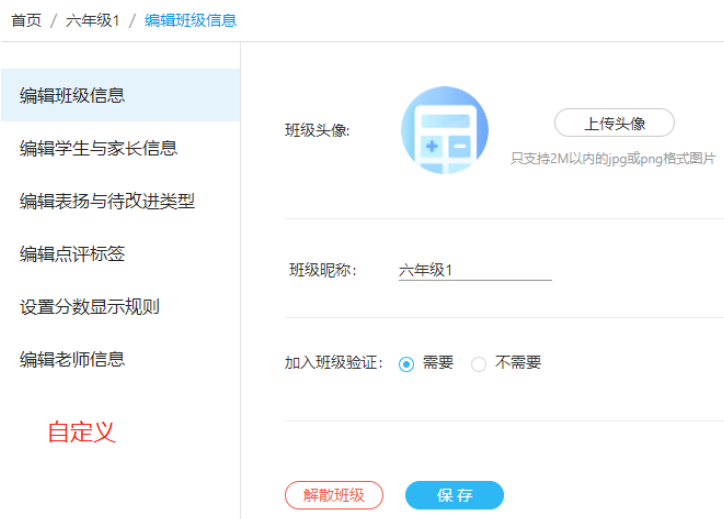 首页 / 六年级1 / 编辑班级信息
编辑班级信息
编辑学生与家长信息
编辑表扬与待改进类型
编辑点评标签
设置分数显示规则
编辑老师信息
自定义
班级头像:
上传头像
只支持2M以内的jpg或png格式图片
班级昵称: 六年级1
加入班级验证: 需要 不需要
解散班级 保存